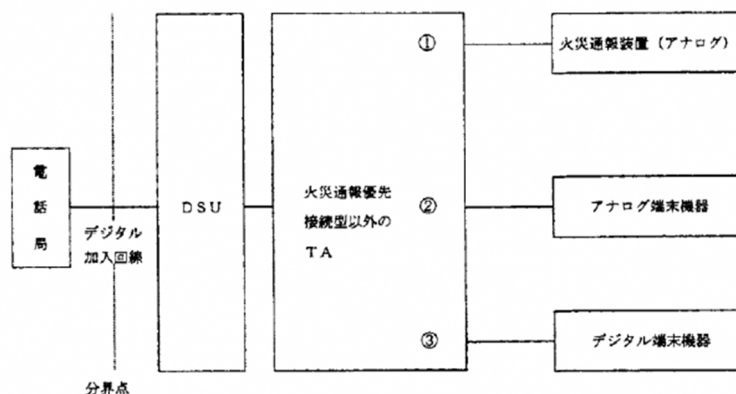 ①
火災通報装置（アナログ）
電話局
DSU
火災通報優先
接続型以外の
TA
②
アナログ端末機器
デジタル
加入回線
③
デジタル端末機器
分界点